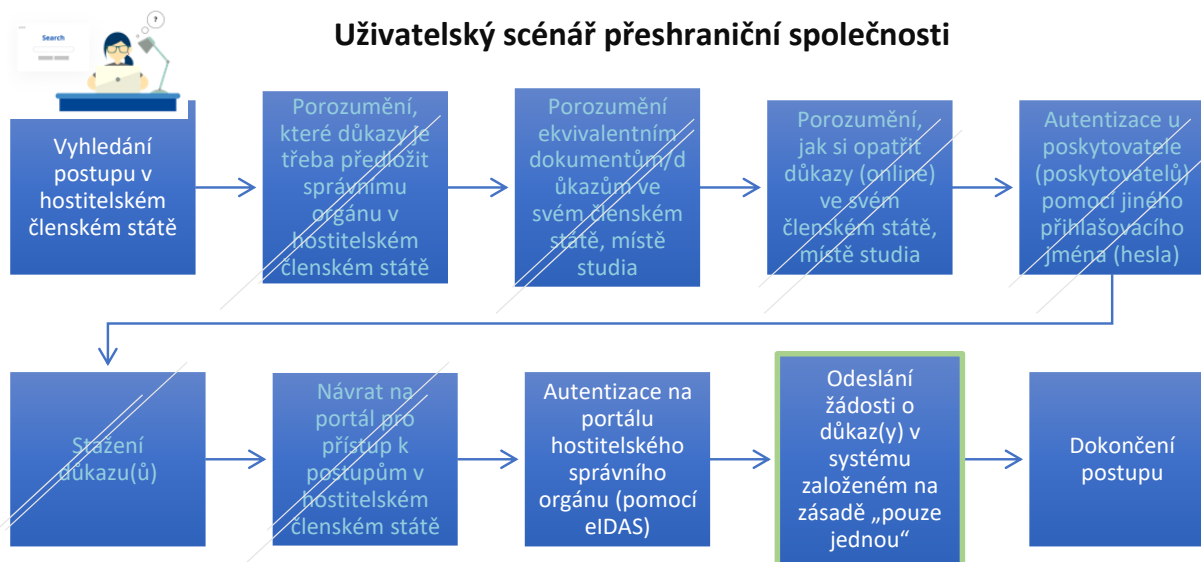 Search
?
Uživatelský scénář přeshraniční společnosti
Vyhledání
postupu v
hostitelském
členském státě
Porozumění,
které důkazy je
třeba předložit
správnímu
orgánu v
hostitelském
členském státě
Porozumění
ekvivalentním
dokumentům/d
ůkazům ve
svém členském
státě, místě
studia
Porozumění,
jak si opatřit
důkazy (online)
ve svém
členském státě,
místě studia
Autentizace u
poskytovatele
(poskytovatelů)
pomocí jiného
přihlašovacího
jména (hesla)
Stažení
důkazu(ů)
Návrat na
portál pro
přístup k
postupům v
hostitelském
členském státě
Autentizace na
portálu
hostitelského
správního
orgánu (pomocí
eIDAS)
Odeslání
žádosti o
důkaz(y) v
systému
založeném na
zásadě „pouze
jednou“
Dokončení
postupu